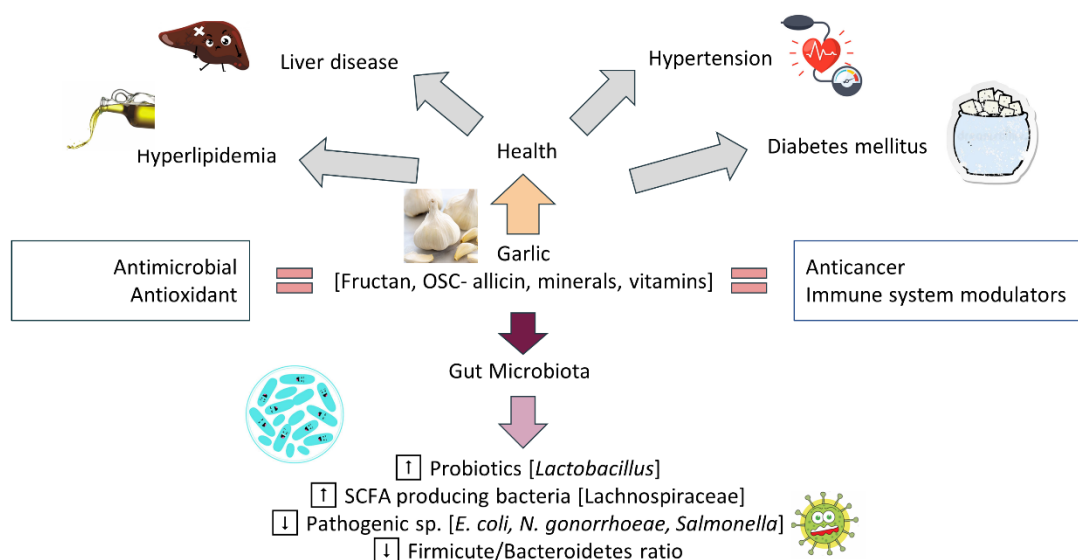 Liver disease
Hypertension
Hyperlipidemia
Health
Diabetes mellitus
Garlic
[Fructan, OSC- allicin, minerals, vitamins]
Antimicrobial
Antioxidant
Anticancer
Immune system modulators
Gut Microbiota
↑ Probiotics [Lactobacillus]
↑ SCFA producing bacteria [Lachnospiraceae]
↓ Pathogenic sp. [E. coli, N. gonorrhoeae, Salmonella]
↓ Firmicute/Bacteroidetes ratio